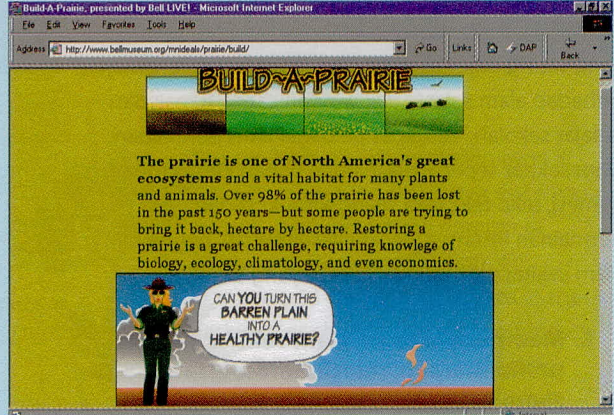 Build-A-Prairie, presented by Bell LIVE! - Microsoft Internet Explorer
File Edit View Favorites Tools Help
Address http://www.bellmuseum.org/mnideals/prairie/build/ Go Links DAP Back
BUILD~A~PRAIRIE
The prairie is one of North America's great
ecosystems and a vital habitat for many plants
and animals. Over 98% of the prairie has been lost
in the past 150 years—but some people are trying to
bring it back, hectare by hectare. Restoring a
prairie is a great challenge, requiring knowlege of
biology, ecology, climatology, and even economics.
CAN YOU TURN THIS
BARREN PLAIN
INTO A
HEALTHY PRAIRIE?